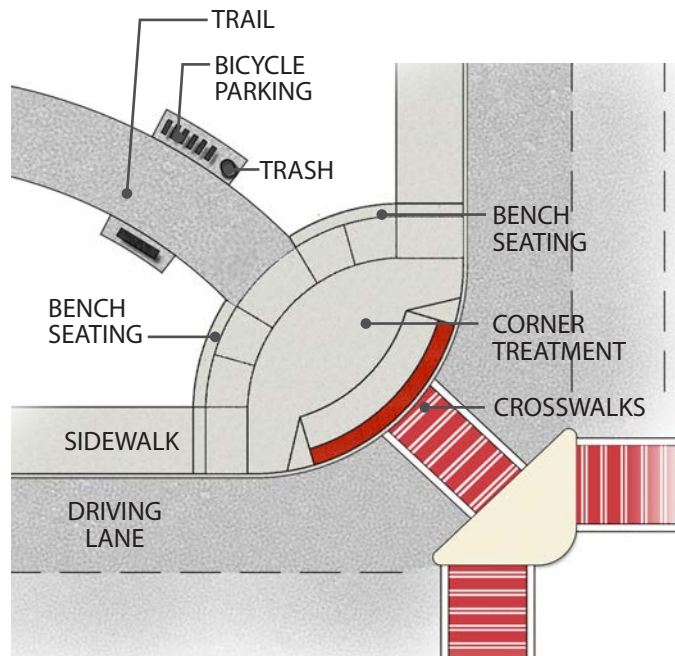 TRAIL
BICYCLE
PARKING
TRASH
BENCH
SEATING
BENCH
SEATING
CORNER
TREATMENT
CROSSWALKS
SIDEWALK
DRIVING
LANE